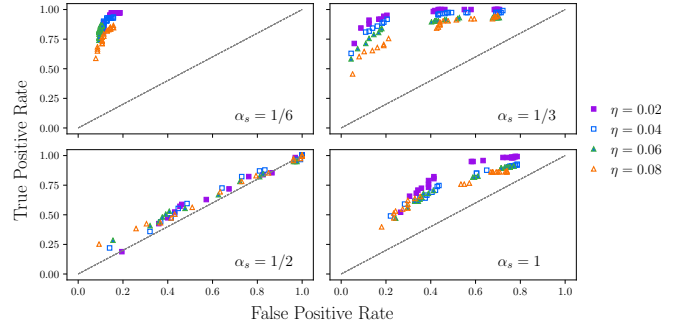 True Positive Rate
1.00
0.75
0.50
0.25
0.00
α_s = 1/6
α_s = 1/3
1.00
0.75
0.50
0.25
0.00
0.0 0.2 0.4 0.6 0.8 1.0
α_s = 1/2
0.0 0.2 0.4 0.6 0.8 1.0
α_s = 1
False Positive Rate
η = 0.02
η = 0.04
η = 0.06
η = 0.08